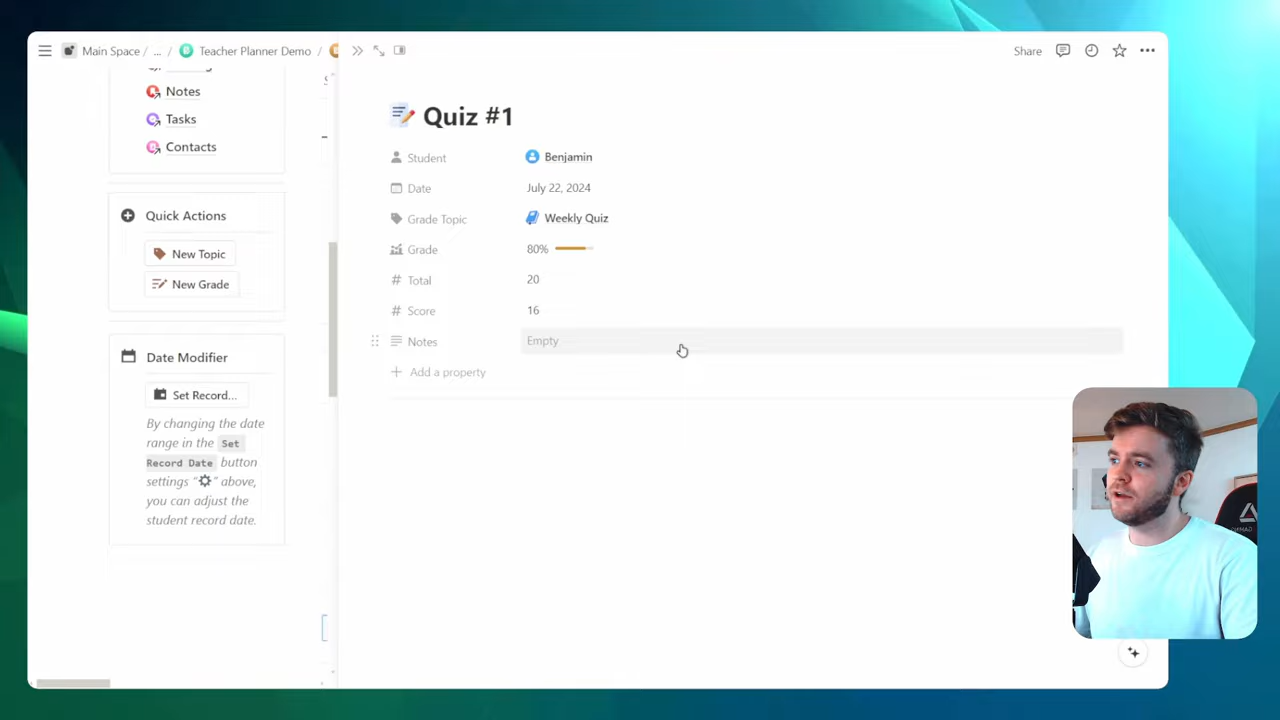 Main Space / ... / Teacher Planner Demo /
Share
Notes
Tasks
Contacts
Quick Actions
New Topic
New Grade
Date Modifier
Set Record...
By changing the date
range in the Set
Record Date button
settings "⚙" above,
you can adjust the
student record date.
Quiz #1
Student Benjamin
Date July 22, 2024
Grade Topic Weekly Quiz
Grade 80%
# Total 20
# Score 16
Notes Empty
+ Add a property